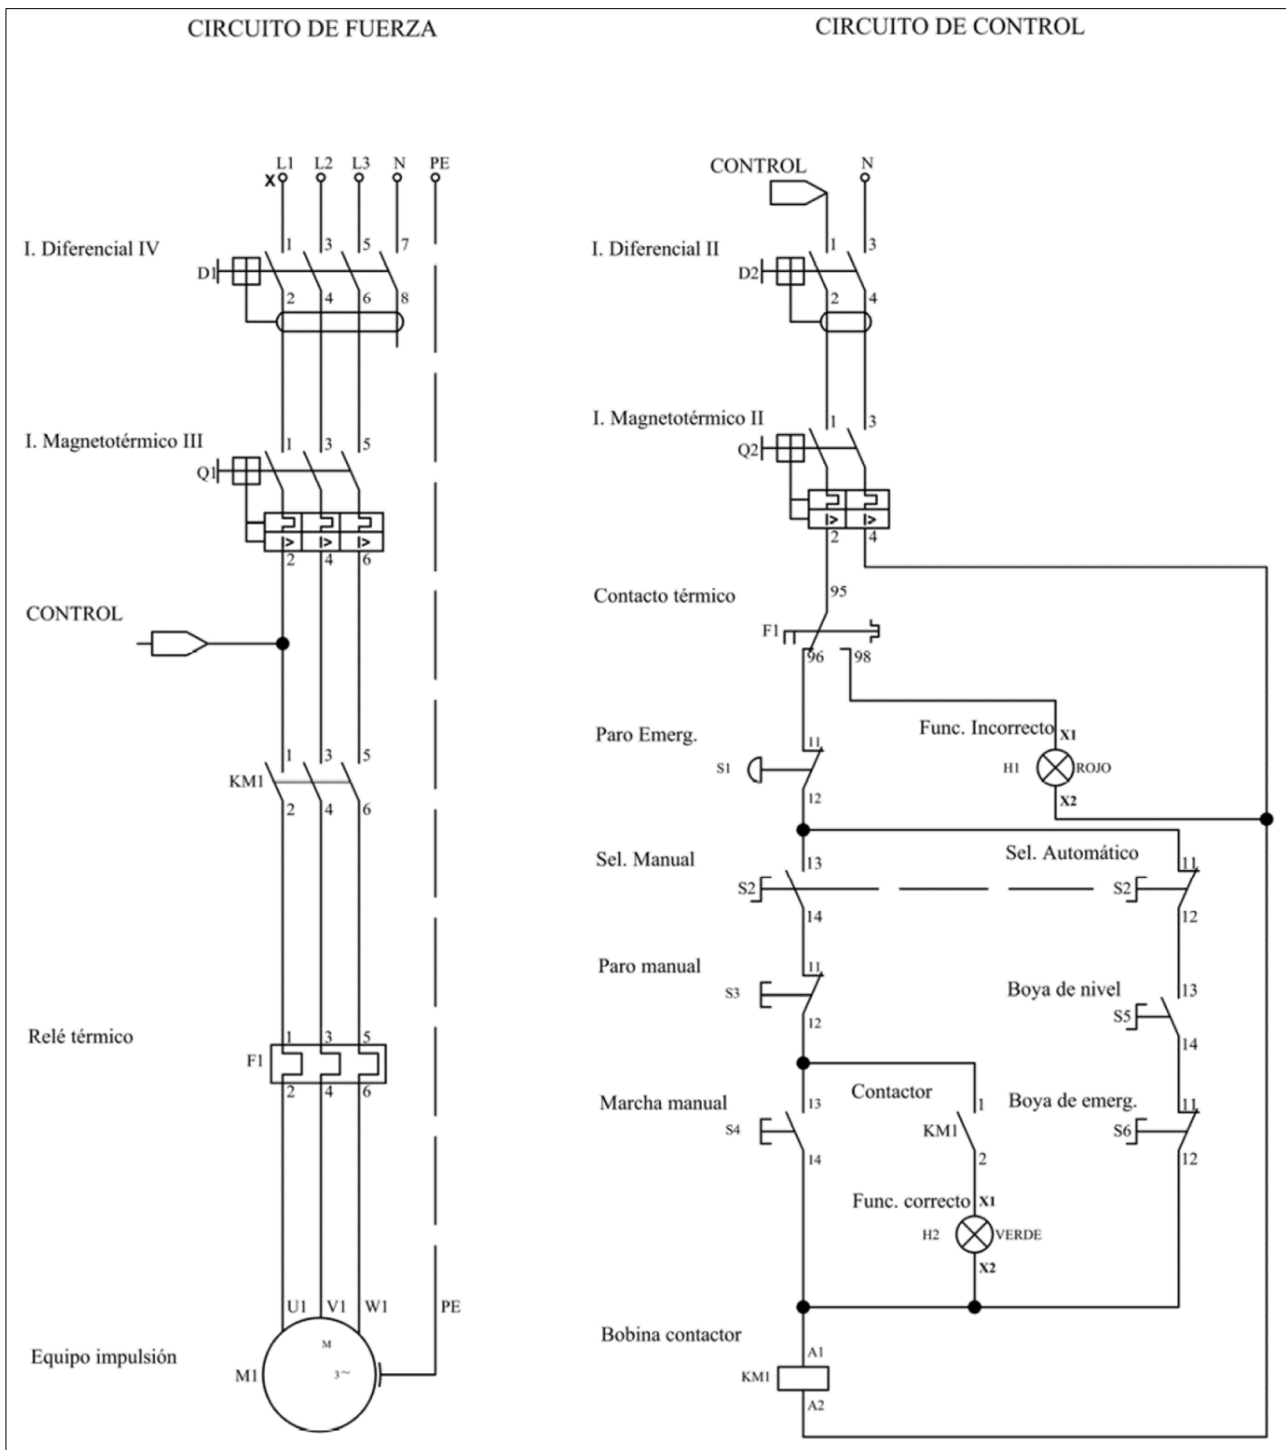 CIRCUITO DE FUERZA
CIRCUITO DE CONTROL
L1 L2 L3 N PE
X
CONTROL
N
I. Diferencial IV
1 3 5 7
D1
2 4 6 8
I. Diferencial II
1 3
D2
2 4
I. Magnetotérmico III
1 3 5
Q1
I> I> I>
2 4 6
I. Magnetotérmico II
1 3
Q2
I> I>
2 4
CONTROL
Contacto térmico
95
F1
96 98
1 3 5
KM1
2 4 6
Paro Emerg.
11
S1
12
Func. Incorrecto
X1
H1
ROJO
X2
Sel. Manual
13
S2
14
Sel. Automático
11
S2
12
Paro manual
11
S3
12
Boya de nivel
13
S5
14
Relé térmico
1 3 5
F1
2 4 6
Marcha manual
13
S4
14
Contactor
1
KM1
2
Boya de emerg.
11
S6
12
Func. correcto
X1
H2
VERDE
X2
U1 V1 W1 PE
Equipo impulsión
M1
M
3~
Bobina contactor
A1
KM1
A2